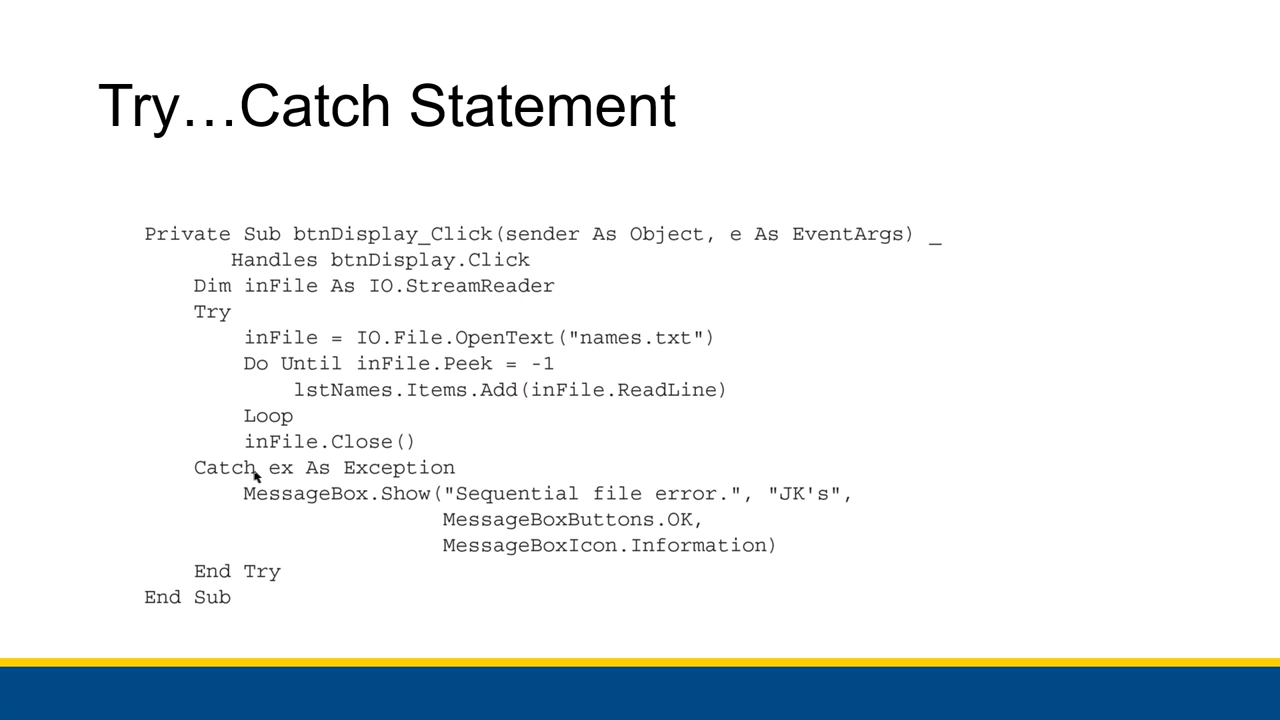 Try…Catch Statement
Private Sub btnDisplay_Click(sender As Object, e As EventArgs) _
Handles btnDisplay.Click
Dim inFile As IO.StreamReader
Try
inFile = IO.File.OpenText("names.txt")
Do Until inFile.Peek = -1
lstNames.Items.Add(inFile.ReadLine)
Loop
inFile.Close()
Catch ex As Exception
MessageBox.Show("Sequential file error.", "JK's",
MessageBoxButtons.OK,
MessageBoxIcon.Information)
End Try
End Sub